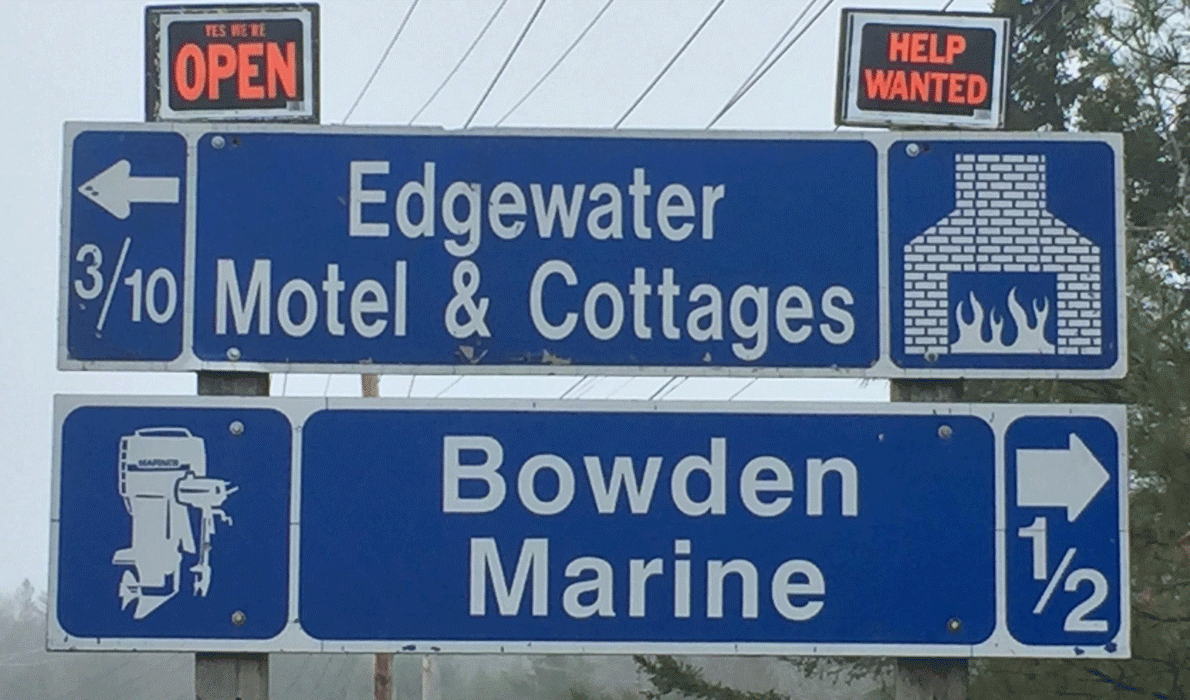 YES WE'RE
OPEN
HELP
WANTED
3/10
Edgewater
Motel & Cottages
Bowden
Marine
1/2